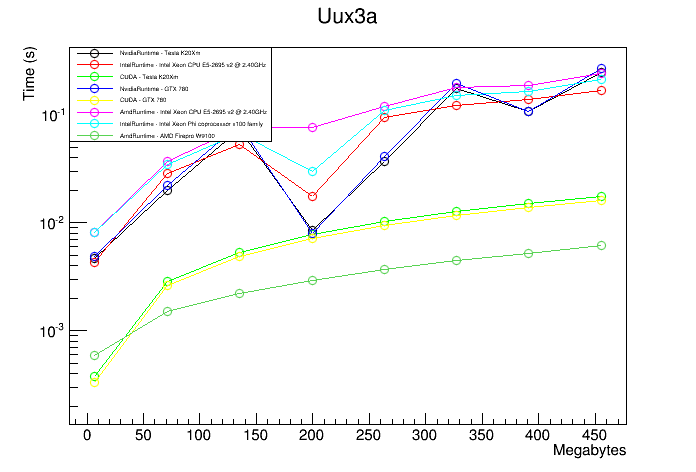 Uux3a
Time (s)
NvidiaRuntime - Tesla K20Xm
IntelRuntime - Intel Xeon CPU E5-2695 v2 @ 2.40GHz
CUDA - Tesla K20Xm
NvidiaRuntime - GTX 780
CUDA - GTX 780
AmdRuntime - Intel Xeon CPU E5-2695 v2 @ 2.40GHz
IntelRuntime - Intel Xeon Phi coprocessor x100 family
AmdRuntime - AMD Firepro W9100
10⁻¹
10⁻²
10⁻³
0 50 100 150 200 250 300 350 400 450
Megabytes